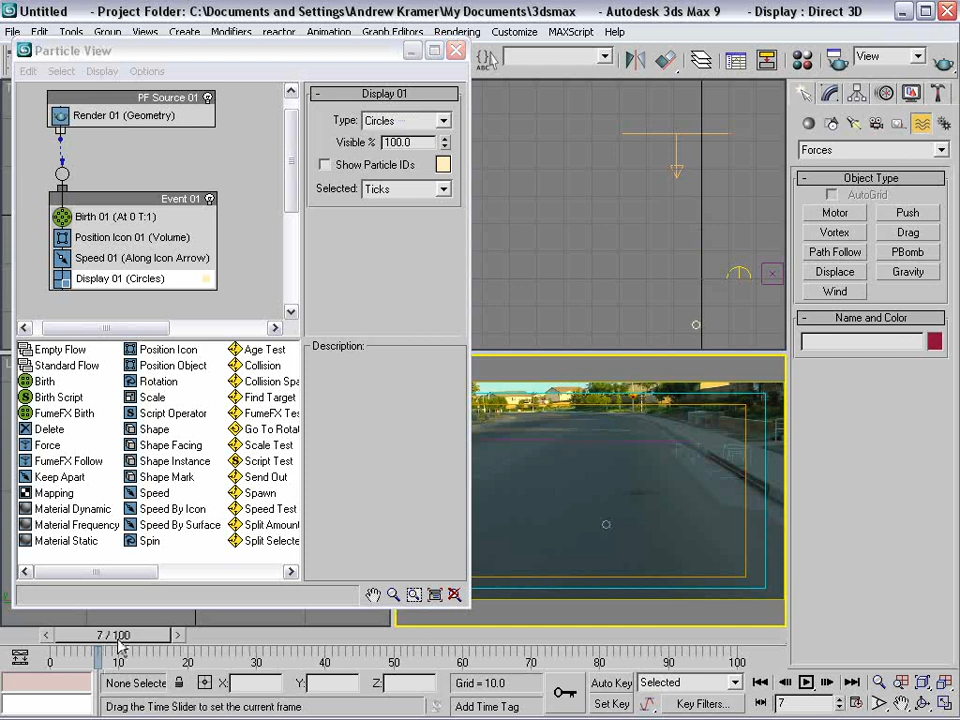 Untitled - Project Folder: C:\Documents and Settings\Andrew Kramer\My Documents\3dsmax - Autodesk 3ds Max 9 - Display : Direct 3D
File Edit Tools Group Views Create Modifiers reactor Animation Graph Editors Rendering Customize MAXScript Help
Particle View
ABC
View
Edit Select Display Options
PF Source 01
Render 01 (Geometry)
Event 01
Birth 01 (At 0 T:1)
Position Icon 01 (Volume)
Speed 01 (Along Icon Arrow)
Display 01 (Circles)
Display 01
Type: Circles
Visible % 100.0
Show Particle IDs
Selected: Ticks
Forces
Object Type
AutoGrid
Motor Push
Vortex Drag
Path Follow PBomb
Displace Gravity
Wind
Name and Color
Empty Flow Position Icon Age Test
Standard Flow Position Object Collision
Birth Rotation Collision Spa
Birth Script Scale Find Target
FumeFX Birth Script Operator FumeFX Tes
Delete Shape Go To Rota
Force Shape Facing Scale Test
FumeFX Follow Shape Instance Script Test
Keep Apart Shape Mark Send Out
Mapping Speed Spawn
Material Dynamic Speed By Icon Speed Test
Material Frequency Speed By Surface Split Amount
Material Static Spin Split Selecte
Description:
7 / 100
0 10 20 30 40 50 60 70 80 90 100
None Selecte X: Y: Z: Grid = 10.0 Auto Key Selected
Drag the Time Slider to set the current frame Add Time Tag Set Key Key Filters... 7